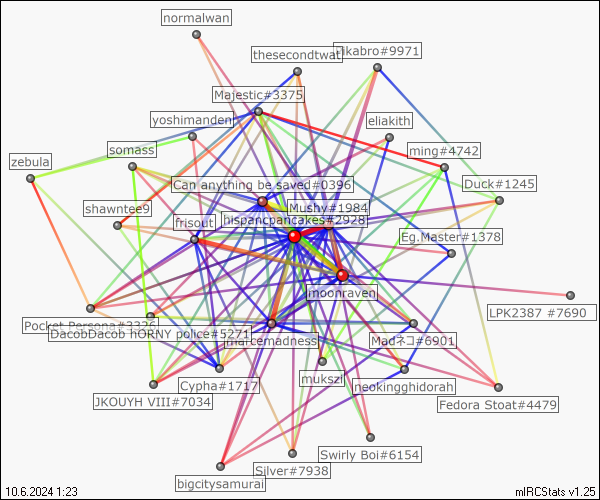 normalwan
thesecondtwat
rikabro#9971
Majestic#3375
yoshimanden
eliakith
somass
ming#4742
zebula
Can anything be saved#0396
Duck#1245
shawntee9
Mushy#1984
frisout
hispancpancakes#2928
Eg.Master#1378
moonraven
LPK2387 #7690
Pocket Persona#3326
DacobDacob hORNY police#5271
marcemadness
Madネコ#6901
JKOUYH VIII#7034
Cypha#1717
mukszi
neokingghidorah
Fedora Stoat#4479
Swirly Boi#6154
bigcitysamurai
Silver#7938
10.6.2024 1:23
mIRCStats v1.25